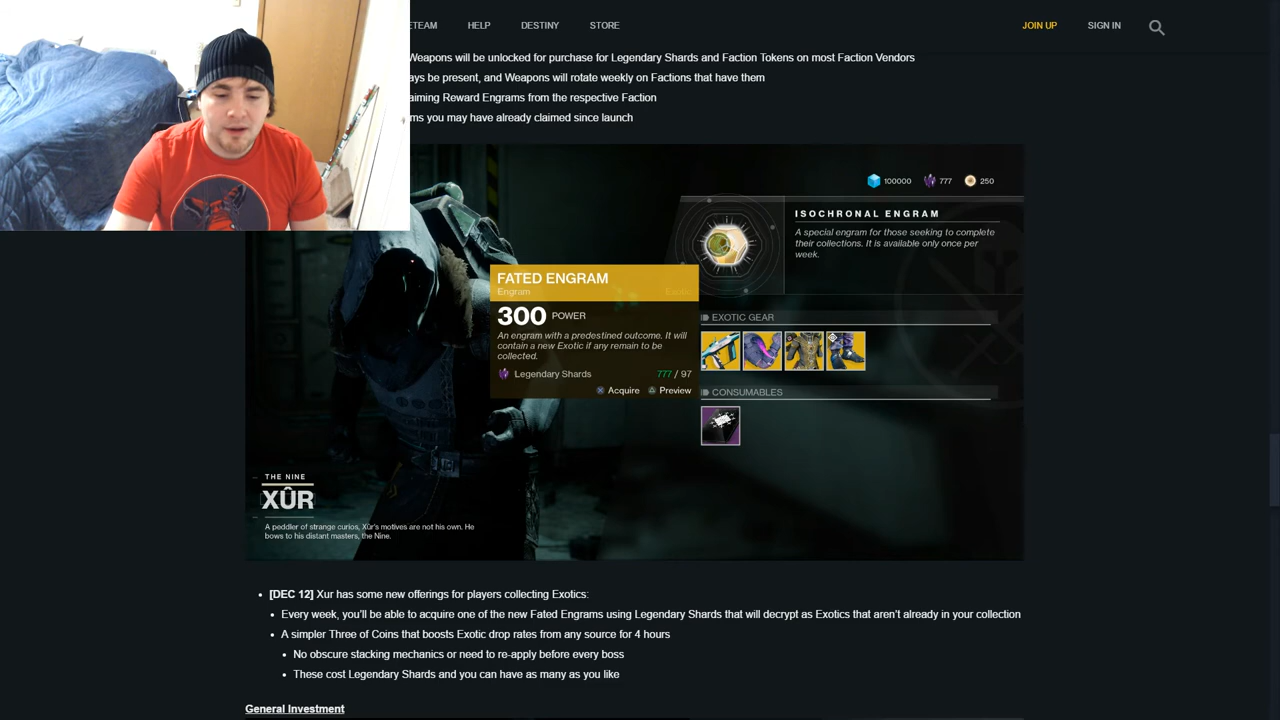 ETEAM HELP DESTINY STORE JOIN UP SIGN IN
Weapons will be unlocked for purchase for Legendary Shards and Faction Tokens on most Faction Vendors
ays be present, and Weapons will rotate weekly on Factions that have them
aiming Reward Engrams from the respective Faction
ms you may have already claimed since launch
100000 777 250
ISOCHRONAL ENGRAM
A special engram for those seeking to complete
their collections. It is available only once per
week.
FATED ENGRAM
Engram Exotic
300 POWER
An engram with a predestined outcome. It will
contain a new Exotic if any remain to be
collected.
Legendary Shards 777 / 97
Acquire Preview
EXOTIC GEAR
CONSUMABLES
THE NINE
XÛR
A peddler of strange curios, Xûr's motives are not his own. He
bows to his distant masters, the Nine.
• [DEC 12] Xur has some new offerings for players collecting Exotics:
• Every week, you'll be able to acquire one of the new Fated Engrams using Legendary Shards that will decrypt as Exotics that aren't already in your collection
• A simpler Three of Coins that boosts Exotic drop rates from any source for 4 hours
• No obscure stacking mechanics or need to re-apply before every boss
• These cost Legendary Shards and you can have as many as you like
General Investment